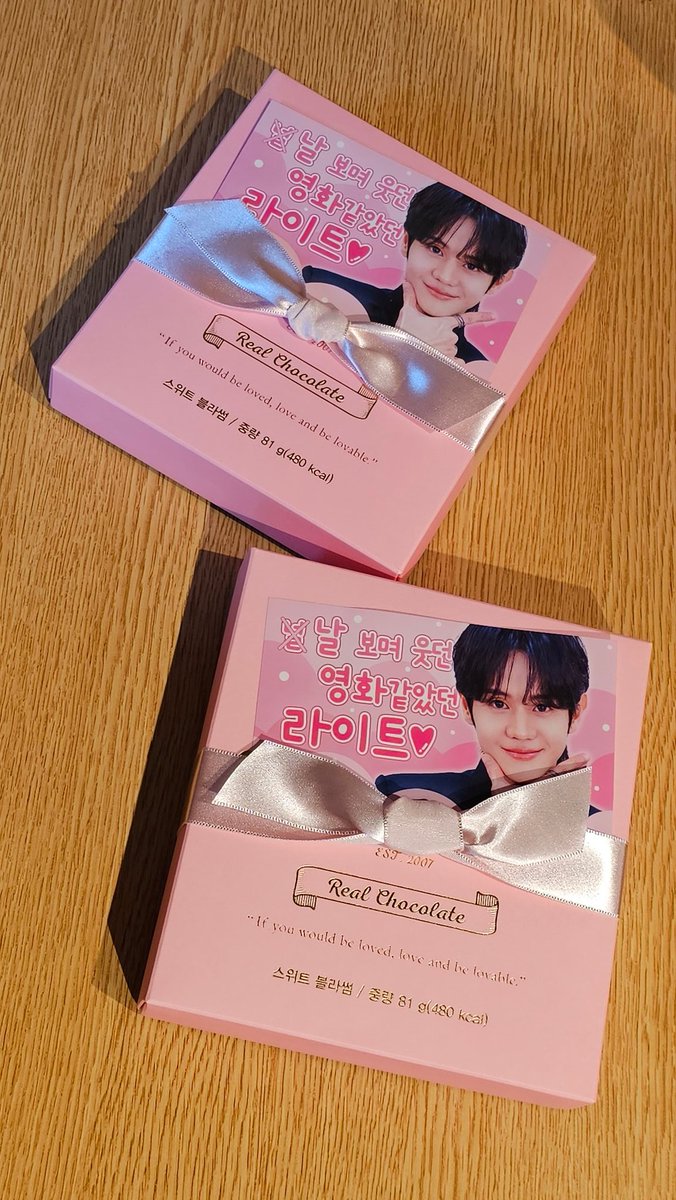 널 날 보며 웃던
영화같았던
라이트♥
Real Chocolate
“If you would be loved, love and be lovable.”
스위트 블라썸 / 중량 81 g(480 kcal)
널 날 보며 웃던
영화같았던
라이트♥
EST. 2007
Real Chocolate
“If you would be loved, love and be lovable.”
스위트 블라썸 / 중량 81 g(480 kcal)